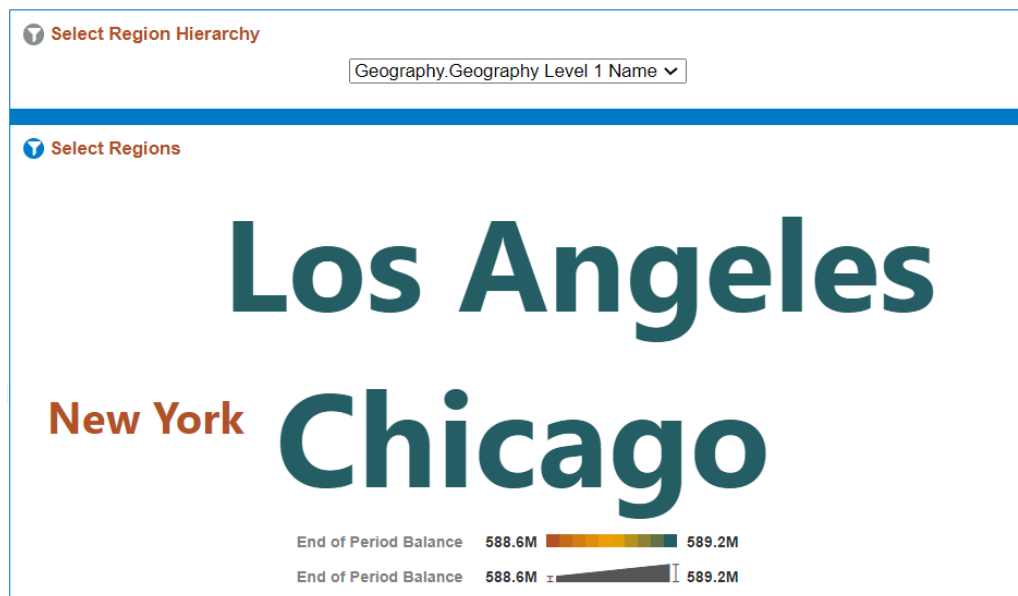 Select Region Hierarchy
Geography.Geography Level 1 Name
Select Regions
Los Angeles
New York
Chicago
End of Period Balance 588.6M 589.2M
End of Period Balance 588.6M 589.2M